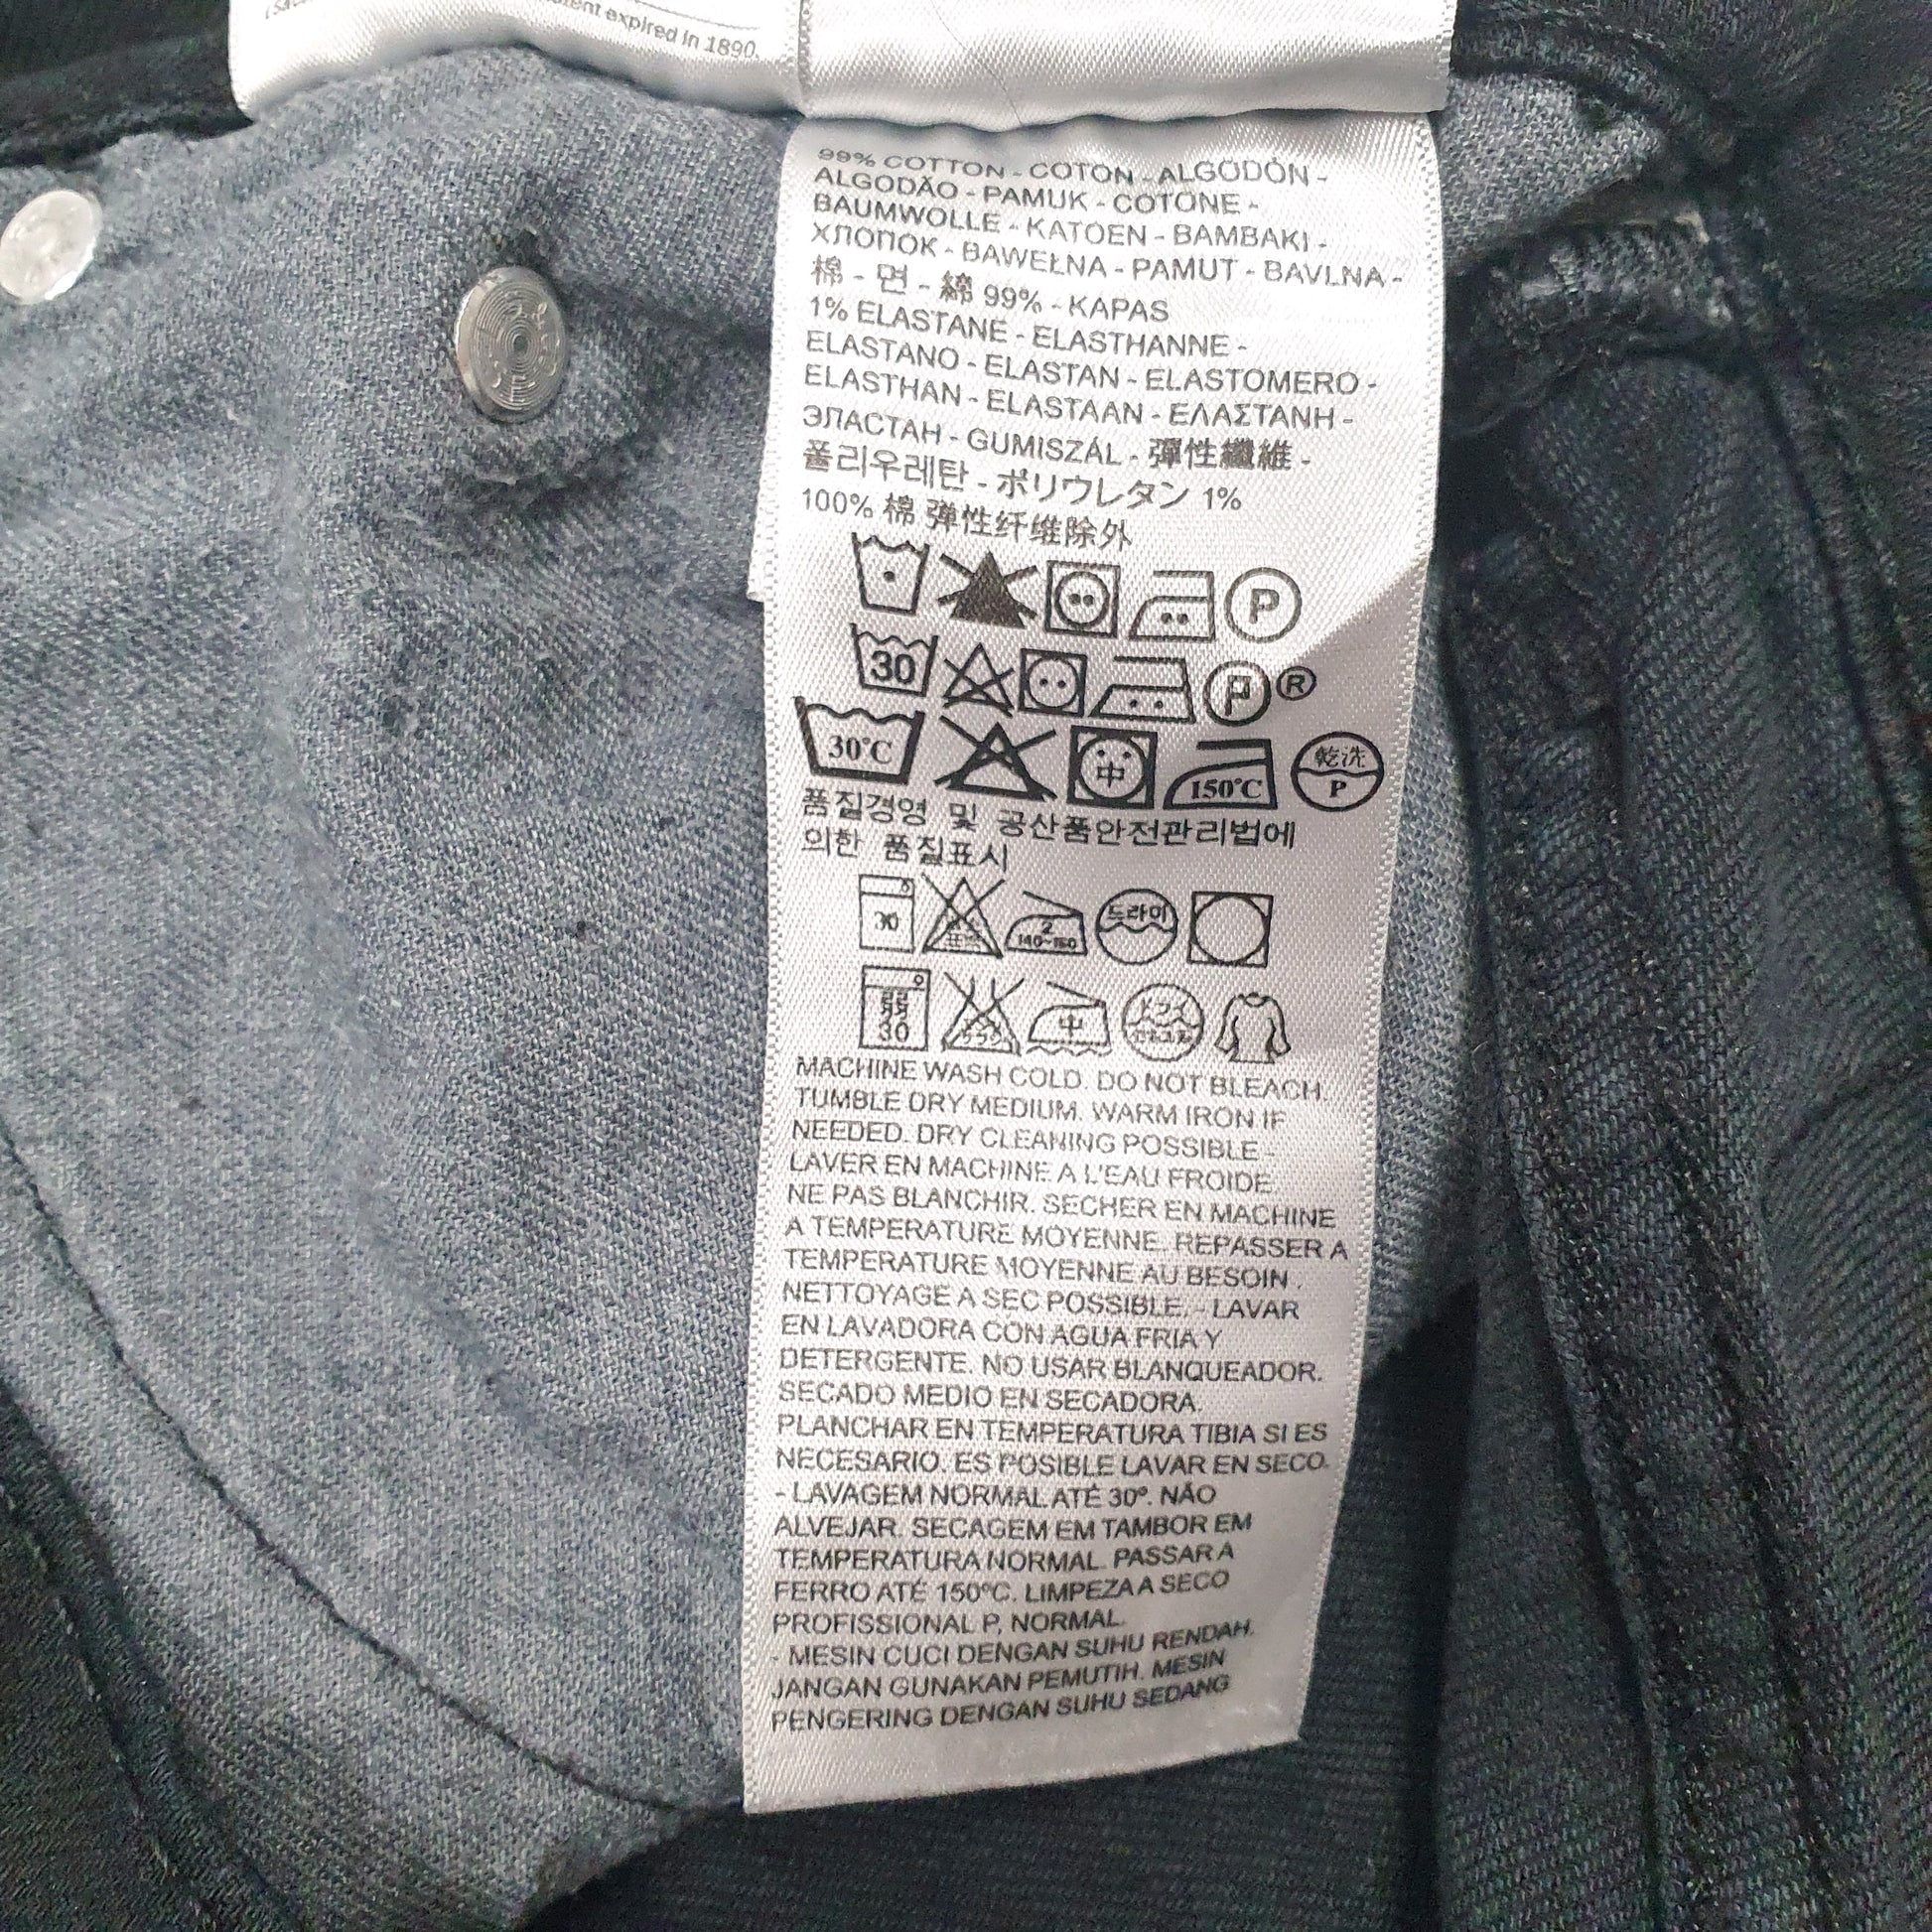 tent expired in 1890.
99% COTTON - COTON - ALGODÓN -
ALGODÃO - PAMUK - COTONE -
BAUMWOLLE - KATOEN - BAMBAKI -
ХЛОПОК - BAWEŁNA - PAMUT - BAVLNA -
棉 - 면 - 綿 99% - KAPAS
1% ELASTANE - ELASTHANNE -
ELASTANO - ELASTAN - ELASTOMERO -
ELASTHAN - ELASTAAN - ΕΛΑΣΤΑΝΗ -
ЭЛАСТАН - GUMISZÁL - 彈性纖維 -
폴리우레탄 - ポリウレタン 1%
100% 棉 弹性纤维除外
P
30 P ®
30°C 中 150°C 乾洗 P
품질경영 및 공산품안전관리법에
의한 품질표시
30 2 140~160 드라이
弱 30 中
MACHINE WASH COLD. DO NOT BLEACH.
TUMBLE DRY MEDIUM. WARM IRON IF
NEEDED. DRY CLEANING POSSIBLE -
LAVER EN MACHINE A L'EAU FROIDE.
NE PAS BLANCHIR. SECHER EN MACHINE
A TEMPERATURE MOYENNE. REPASSER A
TEMPERATURE MOYENNE AU BESOIN .
NETTOYAGE A SEC POSSIBLE. - LAVAR
EN LAVADORA CON AGUA FRIA Y
DETERGENTE. NO USAR BLANQUEADOR.
SECADO MEDIO EN SECADORA.
PLANCHAR EN TEMPERATURA TIBIA SI ES
NECESARIO. ES POSIBLE LAVAR EN SECO.
- LAVAGEM NORMAL ATÉ 30º. NÃO
ALVEJAR. SECAGEM EM TAMBOR EM
TEMPERATURA NORMAL. PASSAR A
FERRO ATÉ 150ºC. LIMPEZA A SECO
PROFISSIONAL P, NORMAL.
- MESIN CUCI DENGAN SUHU RENDAH.
JANGAN GUNAKAN PEMUTIH. MESIN
PENGERING DENGAN SUHU SEDANG